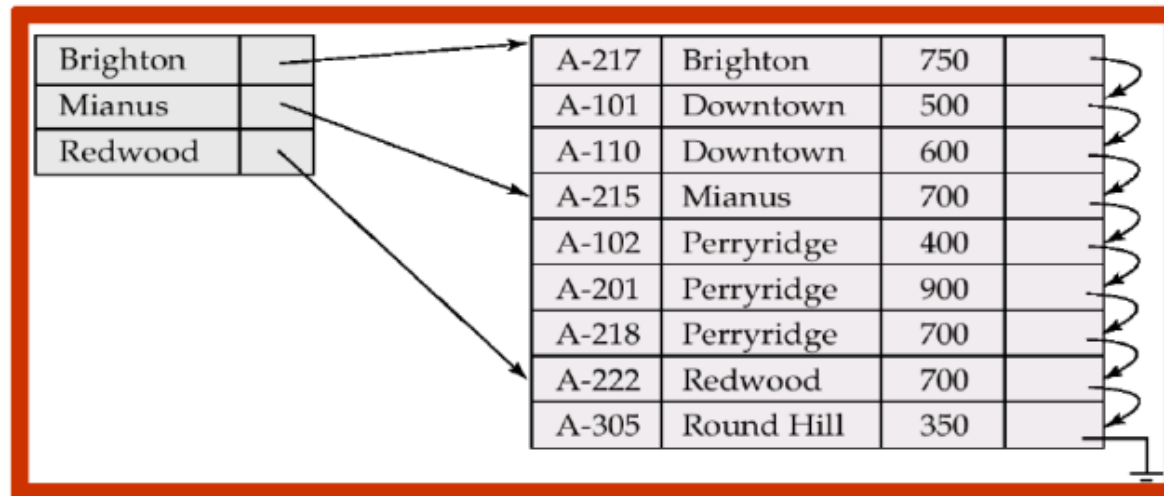 Brighton
Mianus
Redwood
A-217 Brighton 750
A-101 Downtown 500
A-110 Downtown 600
A-215 Mianus 700
A-102 Perryridge 400
A-201 Perryridge 900
A-218 Perryridge 700
A-222 Redwood 700
A-305 Round Hill 350